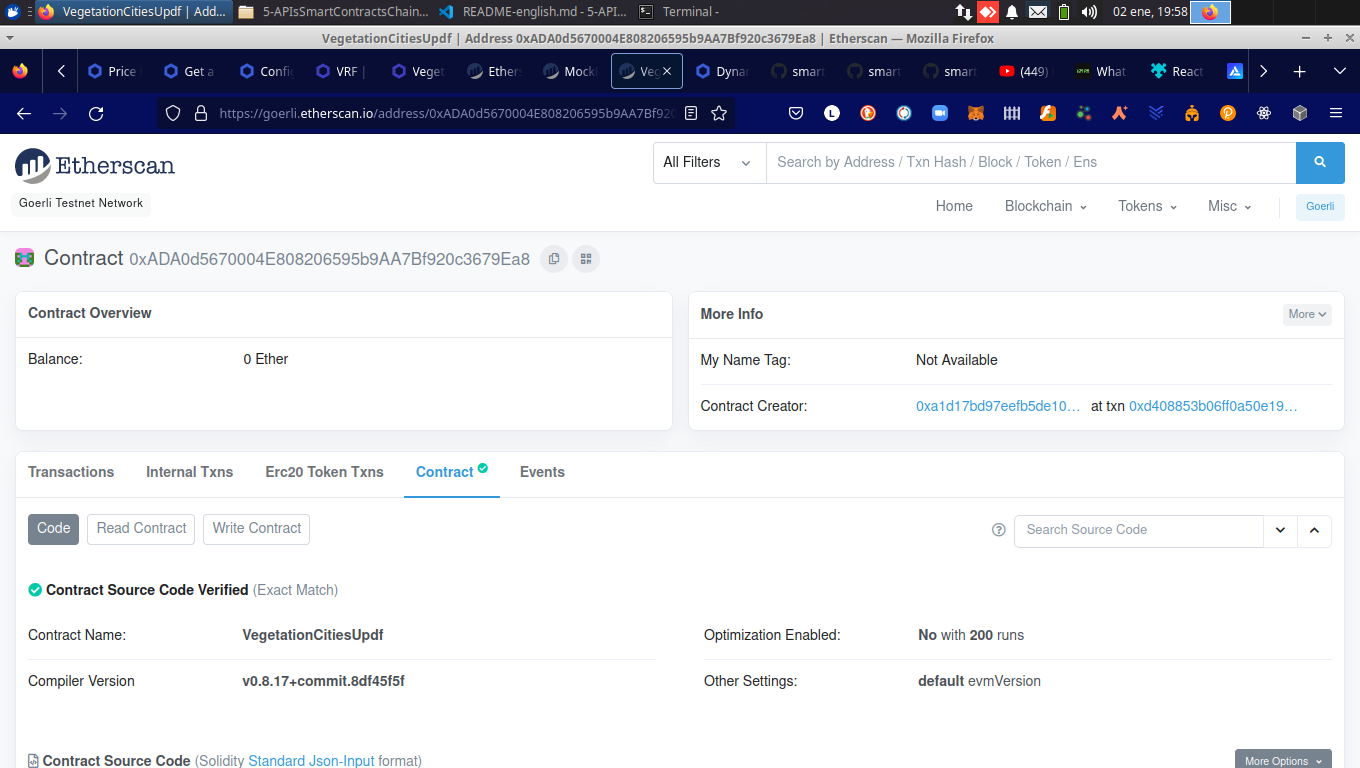 VegetationCitiesUpdf | Add... 5-APIsSmartContractsChain... README-english.md - 5-API... Terminal - 02 ene, 19:58
VegetationCitiesUpdf | Address 0xADA0d5670004E808206595b9AA7Bf920c3679Ea8 | Etherscan — Mozilla Firefox
Price Get a Config VRF | Veget Ethers Mock Veg Dynar smart smart smart (449) What React
https://goerli.etherscan.io/address/0xADA0d5670004E808206595b9AA7Bf920
Etherscan
All Filters
Search by Address / Txn Hash / Block / Token / Ens
Goerli Testnet Network
Home Blockchain Tokens Misc Goerli
Contract 0xADA0d5670004E808206595b9AA7Bf920c3679Ea8
Contract Overview
Balance: 0 Ether
More Info More
My Name Tag: Not Available
Contract Creator: 0xa1d17bd97eefb5de10... at txn 0xd408853b06ff0a50e19...
Transactions Internal Txns Erc20 Token Txns Contract Events
Code Read Contract Write Contract Search Source Code
Contract Source Code Verified (Exact Match)
Contract Name: VegetationCitiesUpdf Optimization Enabled: No with 200 runs
Compiler Version v0.8.17+commit.8df45f5f Other Settings: default evmVersion
Contract Source Code (Solidity Standard Json-Input format) More Options